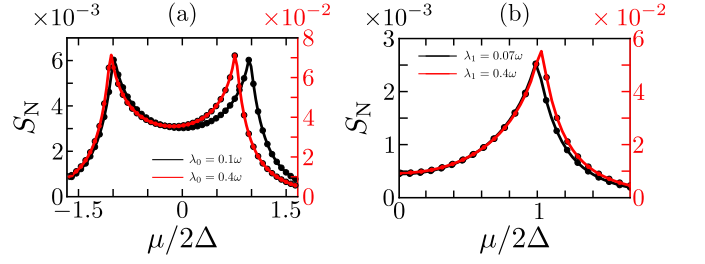 ×10⁻³ (a) ×10⁻²
6
3
0
S_N
8
6
4
2
0
λ₀ = 0.1ω
λ₀ = 0.4ω
−1.5 0 1.5
μ/2Δ
×10⁻³ (b) ×10⁻²
3
2
1
0
S_N
6
4
2
0
λ₁ = 0.07ω
λ₁ = 0.4ω
0 1
μ/2Δ